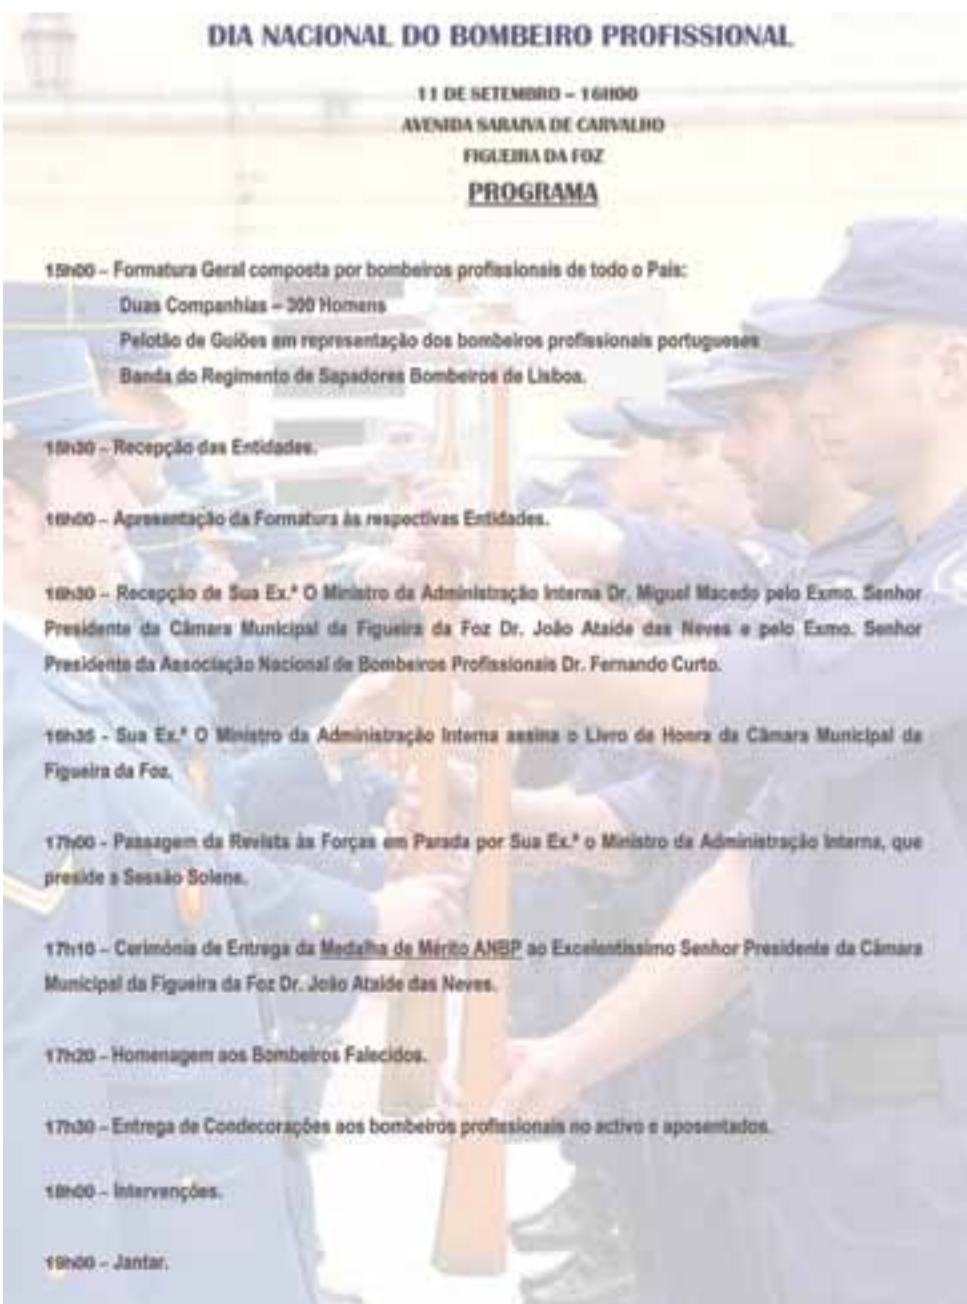 DIA NACIONAL DO BOMBEIRO PROFISSIONAL
11 DE SETEMBRO – 16H00
AVENIDA SARAIVA DE CARVALHO
FIGUEIRA DA FOZ
PROGRAMA
15h00 – Formatura Geral composta por bombeiros profissionais de todo o País:
Duas Companhias – 300 Homens
Pelotão de Guiões em representação dos bombeiros profissionais portugueses
Banda do Regimento de Sapadores Bombeiros de Lisboa.
15h30 – Recepção das Entidades.
16h00 – Apresentação da Formatura às respectivas Entidades.
16h30 – Recepção de Sua Ex.ª O Ministro da Administração Interna Dr. Miguel Macedo pelo Exmo. Senhor
Presidente da Câmara Municipal da Figueira da Foz Dr. João Ataíde das Neves e pelo Exmo. Senhor
Presidente da Associação Nacional de Bombeiros Profissionais Dr. Fernando Curto.
16h35 - Sua Ex.ª O Ministro da Administração Interna assina o Livro de Honra da Câmara Municipal da
Figueira da Foz.
17h00 - Passagem da Revista às Forças em Parada por Sua Ex.ª o Ministro da Administração Interna, que
preside a Sessão Solene.
17h10 – Cerimónia de Entrega da Medalha de Mérito ANBP ao Excelentíssimo Senhor Presidente da Câmara
Municipal da Figueira da Foz Dr. João Ataíde das Neves.
17h20 – Homenagem aos Bombeiros Falecidos.
17h30 – Entrega de Condecorações aos bombeiros profissionais no activo e aposentados.
18h00 – Intervenções.
19h00 – Jantar.